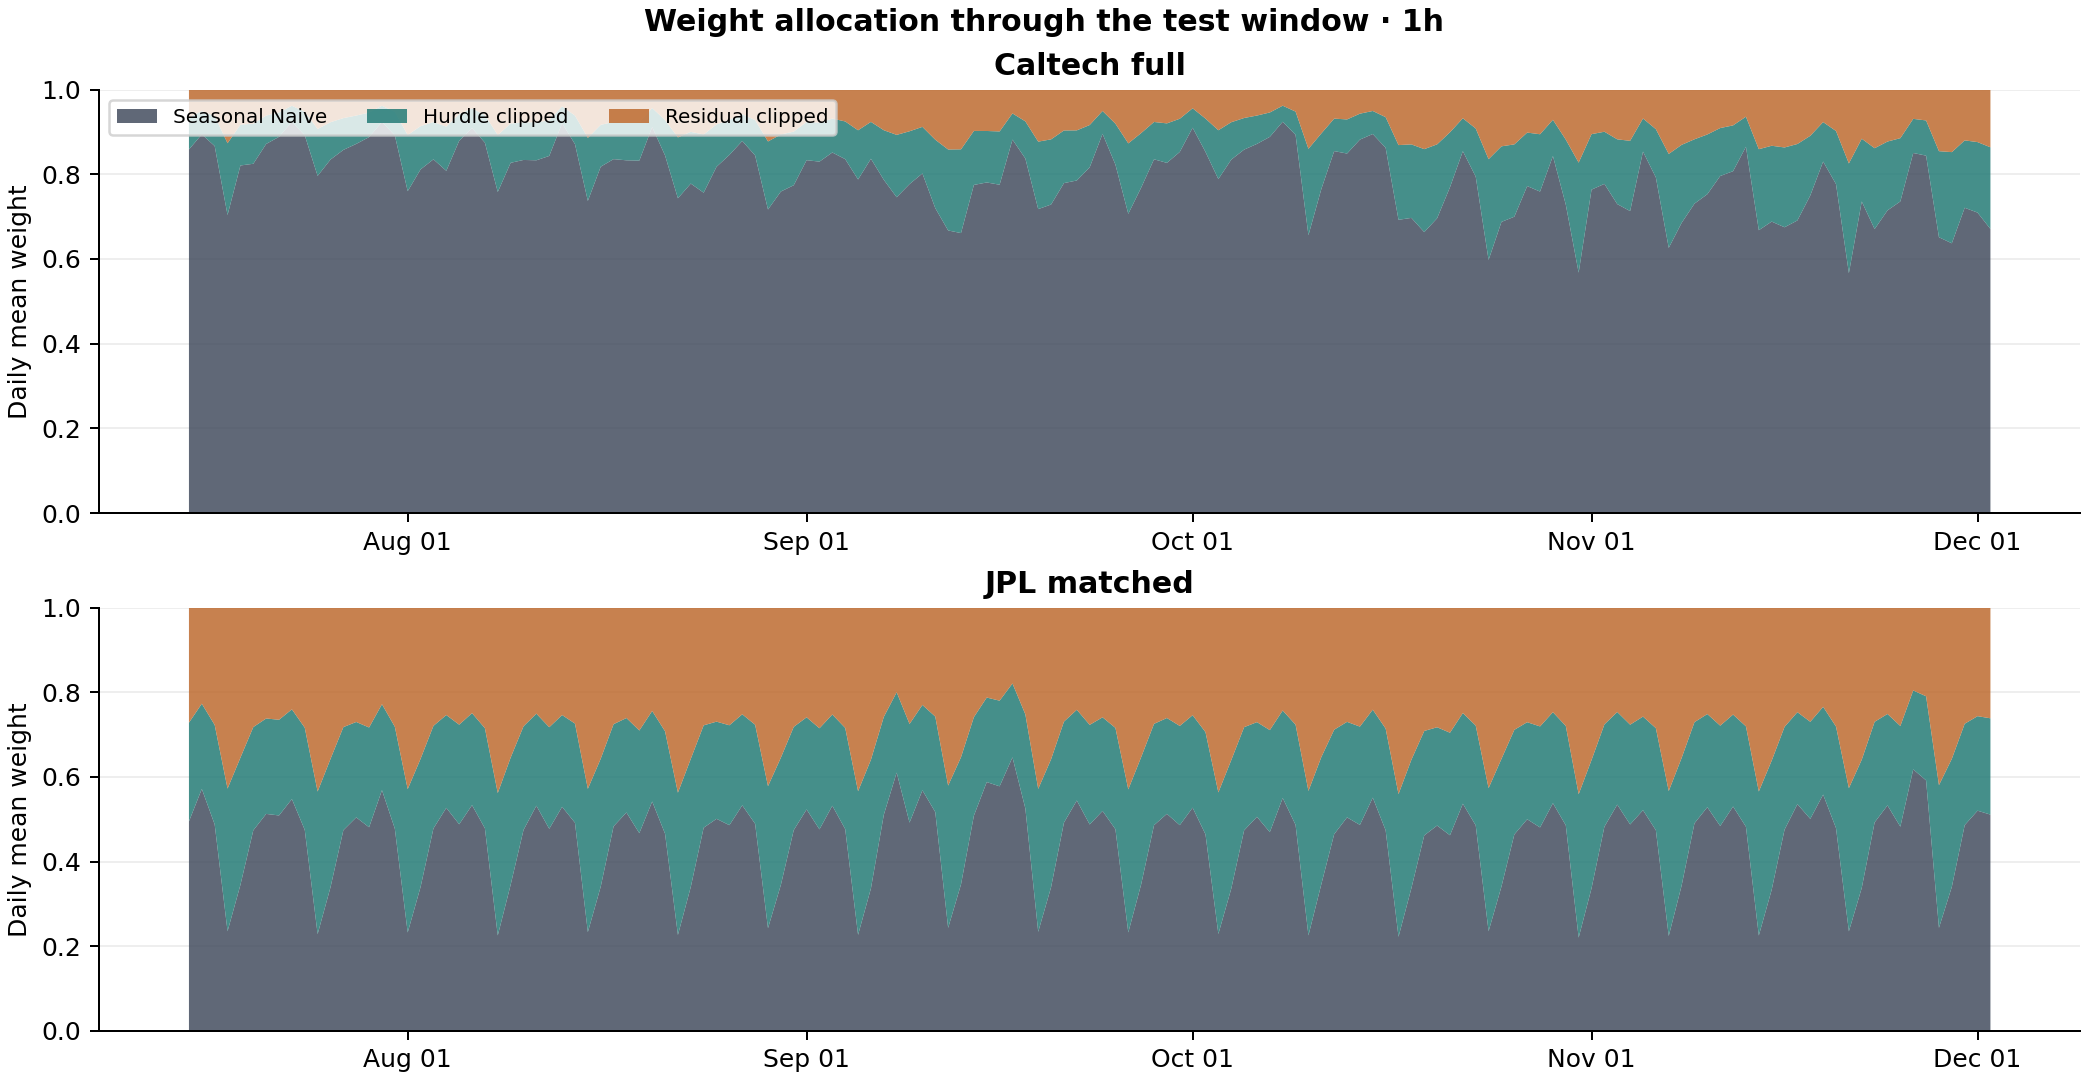 Weight allocation through the test window · 1h
Caltech full
Daily mean weight
1.0
0.8
0.6
0.4
0.2
0.0
Seasonal Naive
Hurdle clipped
Residual clipped
Aug 01
Sep 01
Oct 01
Nov 01
Dec 01
JPL matched
Daily mean weight
1.0
0.8
0.6
0.4
0.2
0.0
Aug 01
Sep 01
Oct 01
Nov 01
Dec 01